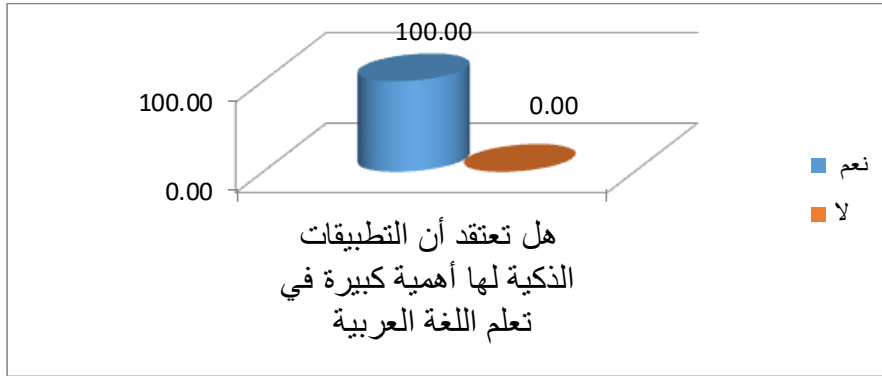 100.00
0.00
100.00
0.00
نعم
لا
هل تعتقد أن التطبيقات
الذكية لها أهمية كبيرة في
تعلم اللغة العربية